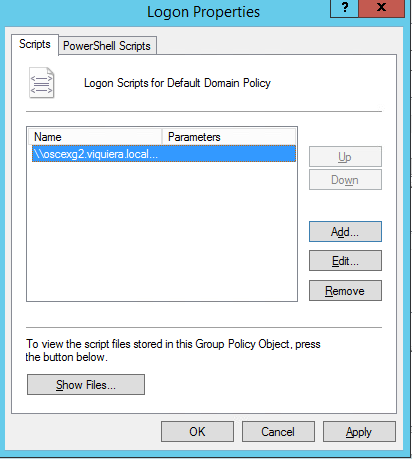 Logon Properties
? x
Scripts PowerShell Scripts
Logon Scripts for Default Domain Policy
Name Parameters
\\oscexg2.viquiera.local...
Up
Down
Add...
Edit...
Remove
To view the script files stored in this Group Policy Object, press
the button below.
Show Files...
OK Cancel Apply